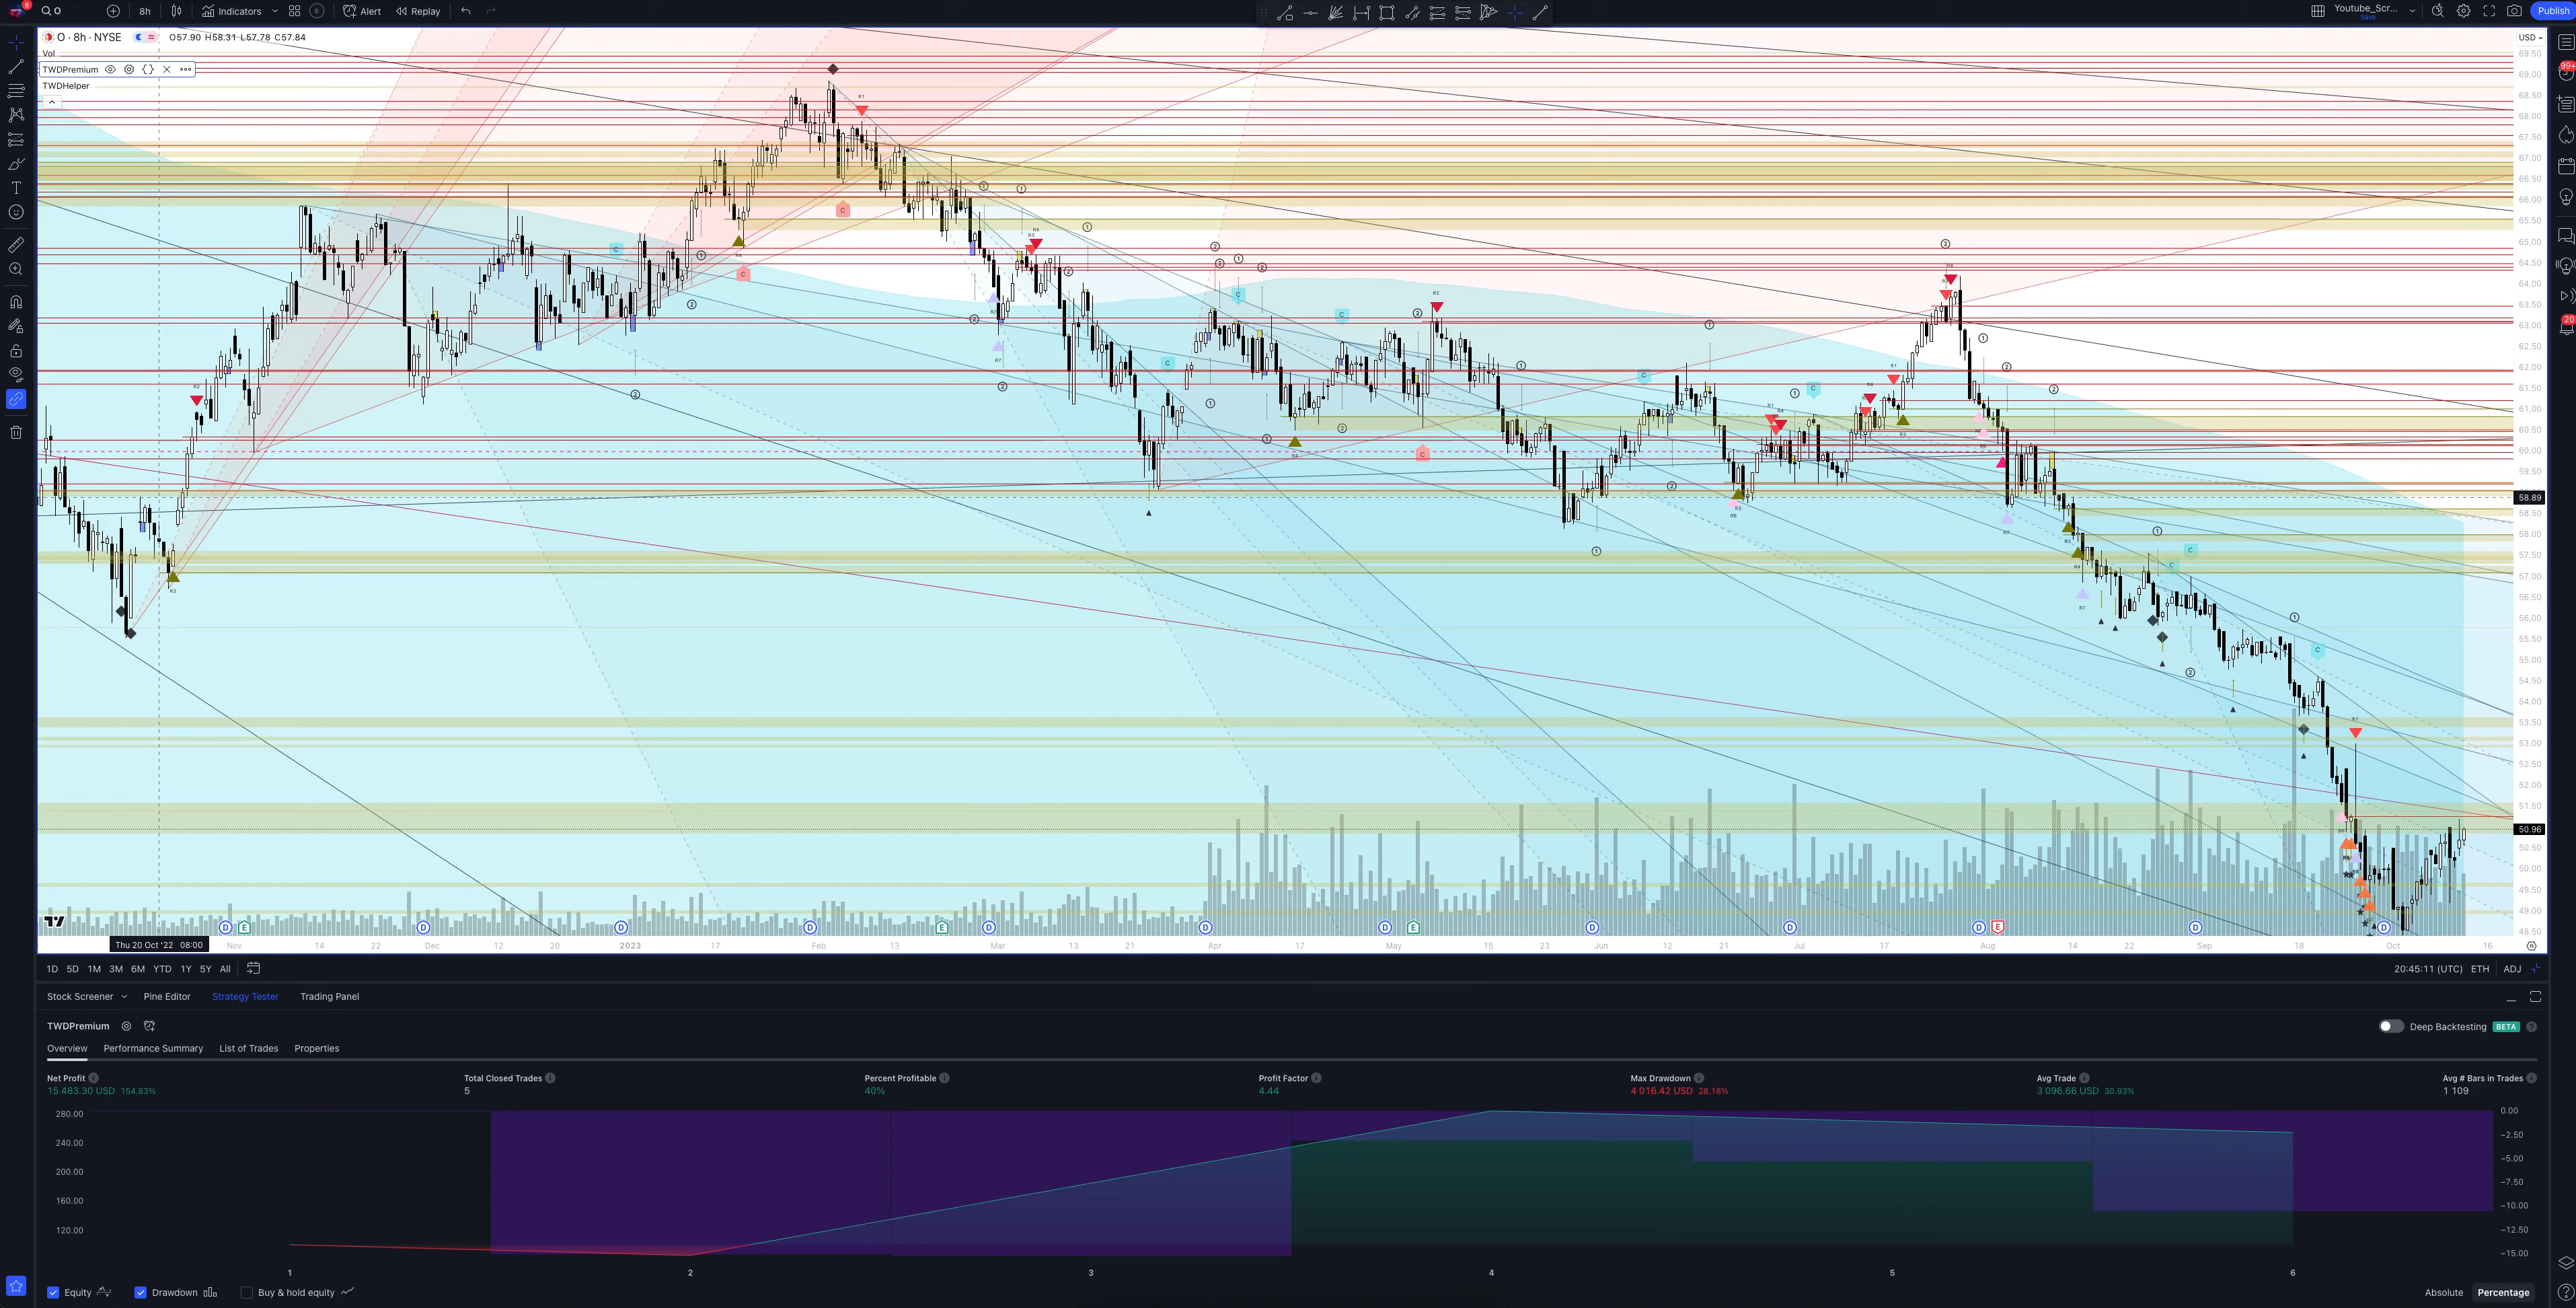 O
8h
Indicators
Alert
Replay
Youtube_Scr...
Save
Publish
O · 8h · NYSE
O57.90 H58.31 L57.78 C57.84
Vol
TWDPremium
TWDHelper
USD
69.50
69.00
68.50
68.00
67.50
67.00
66.50
66.00
65.50
65.00
64.50
64.00
63.50
63.00
62.50
62.00
61.50
61.00
60.50
60.00
59.50
58.89
58.50
58.00
57.50
57.00
56.50
56.00
55.50
55.00
54.50
54.00
53.50
53.00
52.50
52.00
51.50
50.96
50.50
50.00
49.50
49.00
48.50
99+
20
Thu 20 Oct '22 08:00
Nov 14 22 Dec 12 20 2023 17 Feb 13 Mar 13 21 Apr 17 May 15 23 Jun 12 21 Jul 17 Aug 14 22 Sep 18 Oct 16
1D 5D 1M 3M 6M YTD 1Y 5Y All
20:45:11 (UTC) ETH ADJ
Stock Screener Pine Editor Strategy Tester Trading Panel
TWDPremium
Deep Backtesting BETA
Overview Performance Summary List of Trades Properties
Net Profit Total Closed Trades Percent Profitable Profit Factor Max Drawdown Avg Trade Avg # Bars in Trades
15 483.30 USD 154.83% 5 40% 4.44 4 016.42 USD 28.18% 3 096.66 USD 30.93% 1 109
280.00 0.00
240.00 −2.50
200.00 −5.00
−7.50
160.00 −10.00
120.00 −12.50
−15.00
1 2 3 4 5 6
Equity Drawdown Buy & hold equity
Absolute Percentage